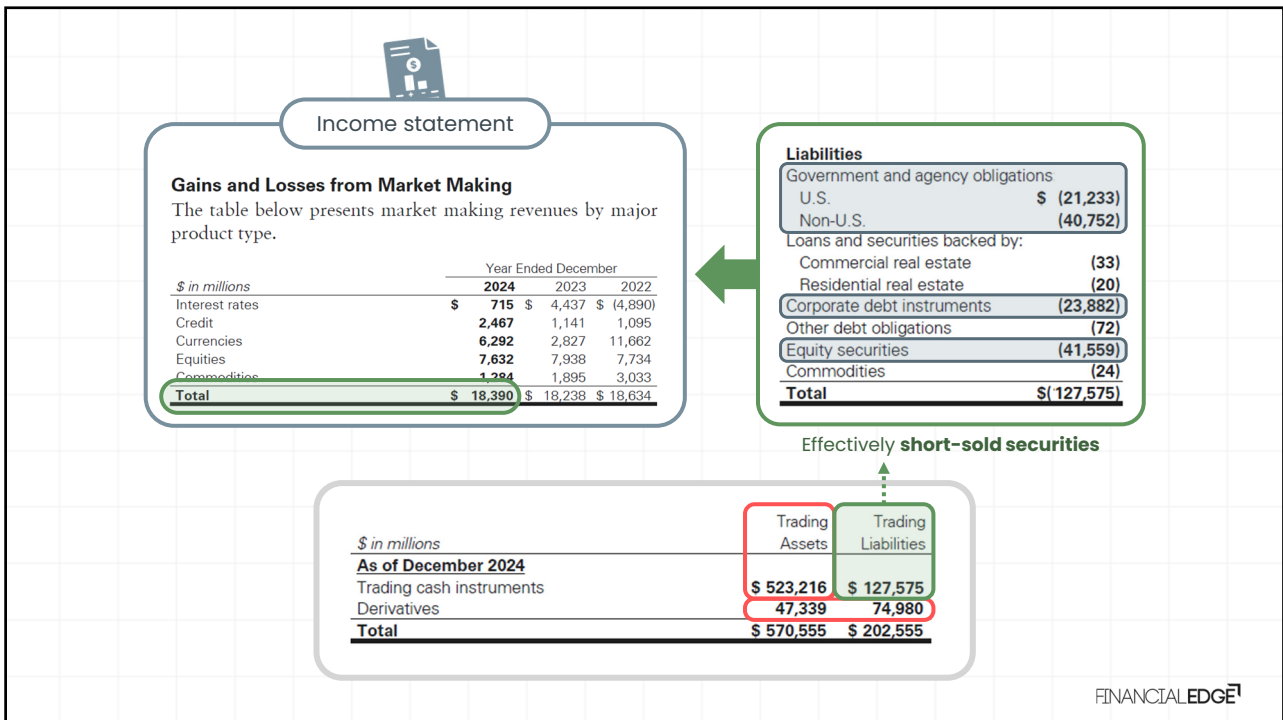 Income statement
Gains and Losses from Market Making
The table below presents market making revenues by major
product type.
Year Ended December
$ in millions 2024 2023 2022
Interest rates $ 715 $ 4,437 $ (4,890)
Credit 2,467 1,141 1,095
Currencies 6,292 2,827 11,662
Equities 7,632 7,938 7,734
Commodities 1,284 1,895 3,033
Total $ 18,390 $ 18,238 $ 18,634
Liabilities
Government and agency obligations
U.S. $ (21,233)
Non-U.S. (40,752)
Loans and securities backed by:
Commercial real estate (33)
Residential real estate (20)
Corporate debt instruments (23,882)
Other debt obligations (72)
Equity securities (41,559)
Commodities (24)
Total $(127,575)
Effectively short-sold securities
Trading Trading
$ in millions Assets Liabilities
As of December 2024
Trading cash instruments $ 523,216 $ 127,575
Derivatives 47,339 74,980
Total $ 570,555 $ 202,555
FINANCIALEDGE